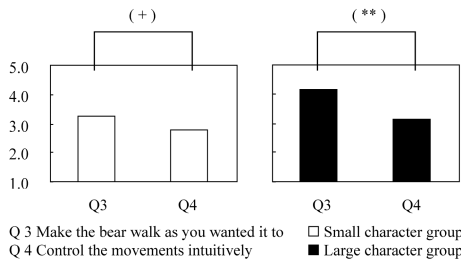 ( + ) ( ** )
5.0
4.0
3.0
2.0
1.0
Q3 Q4 Q3 Q4
Q 3 Make the bear walk as you wanted it to □ Small character group
Q 4 Control the movements intuitively ■ Large character group